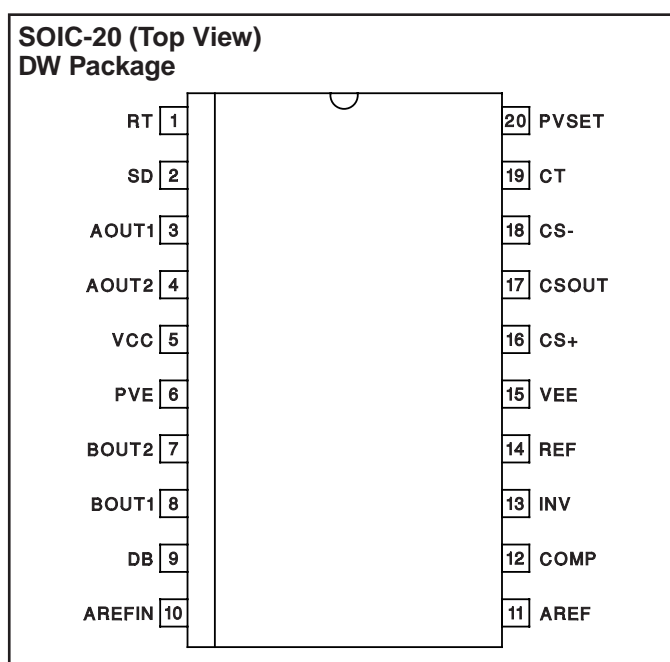 SOIC-20 (Top View)
DW Package
RT 1
SD 2
AOUT1 3
AOUT2 4
VCC 5
PVE 6
BOUT2 7
BOUT1 8
DB 9
AREFIN 10
20 PVSET
19 CT
18 CS-
17 CSOUT
16 CS+
15 VEE
14 REF
13 INV
12 COMP
11 AREF